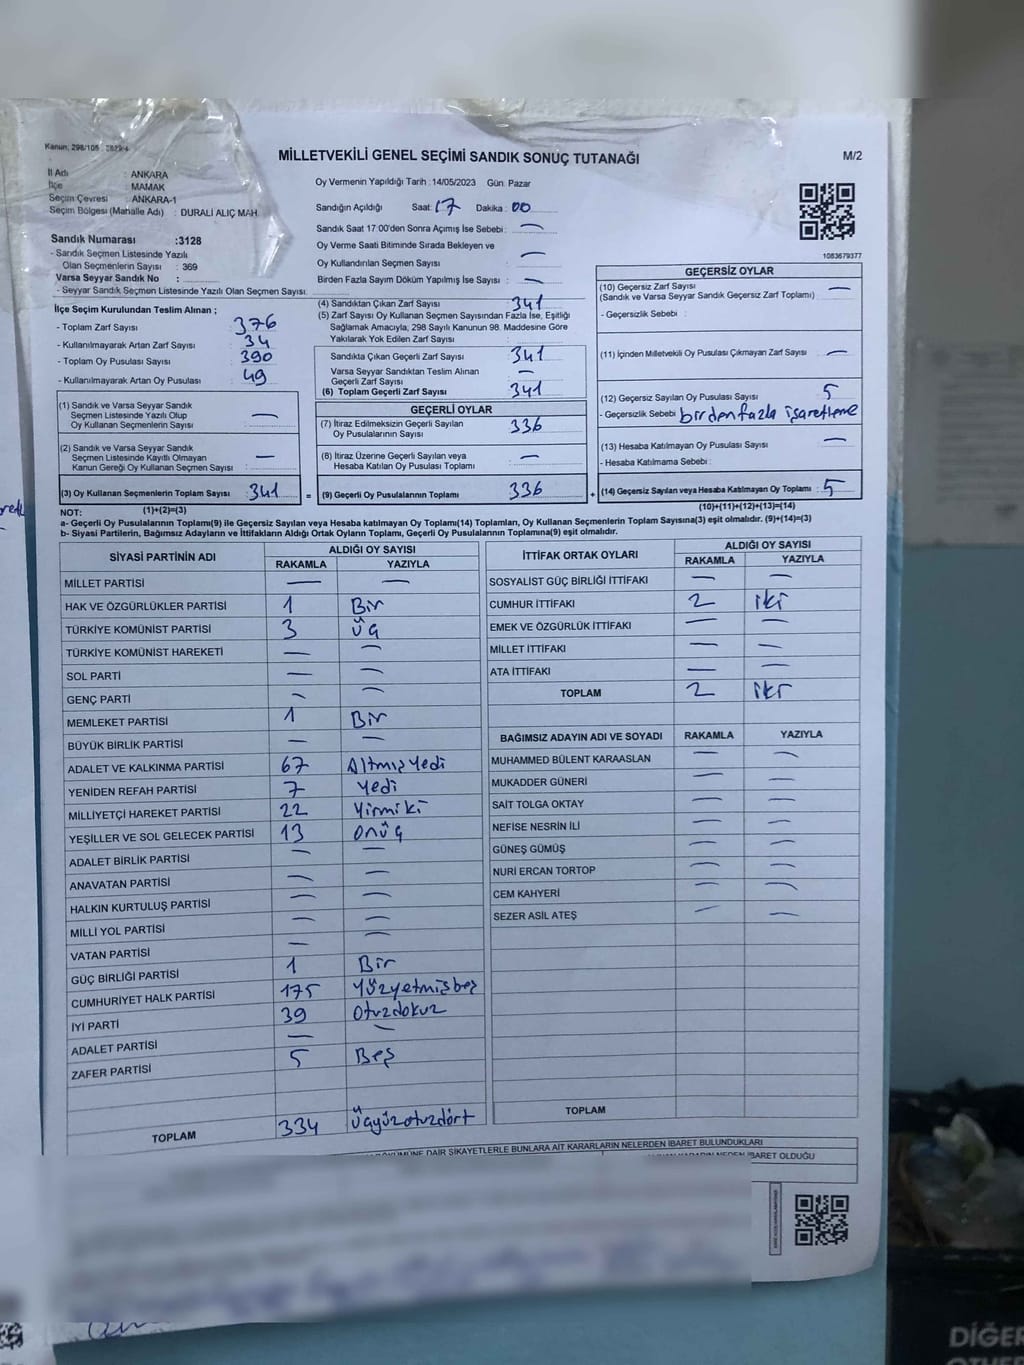 Kanun, 298/105
MİLLETVEKİLİ GENEL SEÇİMİ SANDIK SONUÇ TUTANAĞI
M/2
İl Adı : ANKARA
İlçe : MAMAK
Seçim Çevresi : ANKARA-1
Seçim Bölgesi (Mahalle Adı) : DURALİ ALIÇ MAH.
Sandık Numarası :3128
- Sandık Seçmen Listesinde Yazılı
Olan Seçmenlerin Sayısı : 369
Varsa Seyyar Sandık No :
- Seyyar Sandık Seçmen Listesinde Yazılı Olan Seçmen Sayısı:
İlçe Seçim Kurulundan Teslim Alınan ;
- Toplam Zarf Sayısı : 376
- Kullanılmayarak Artan Zarf Sayısı : 34
- Toplam Oy Pusulası Sayısı : 390
- Kullanılmayarak Artan Oy Pusulası : 49
(1) Sandık ve Varsa Seyyar Sandık
Seçmen Listesinde Yazılı Olup
Oy Kullanan Seçmenlerin Sayısı : —
(2) Sandık ve Varsa Seyyar Sandık
Seçmen Listesinde Kayıtlı Olmayan
Kanun Gereği Oy Kullanan Seçmen Sayısı : —
(3) Oy Kullanan Seçmenlerin Toplam Sayısı : 341 =
Oy Vermenin Yapıldığı Tarih :14/05/2023 Gün: Pazar
Sandığın Açıldığı Saat: 17 Dakika: 00
Sandık Saat 17:00'den Sonra Açımış İse Sebebi : —
Oy Verme Saati Bitiminde Sırada Bekleyen ve
Oy Kullandırılan Seçmen Sayısı : —
Birden Fazla Sayım Döküm Yapılmış İse Sayısı : —
(4) Sandıktan Çıkan Zarf Sayısı : 341
(5) Zarf Sayısı Oy Kullanan Seçmen Sayısından Fazla İse, Eşitliği
Sağlamak Amacıyla, 298 Sayılı Kanunun 98. Maddesine Göre
Yakılarak Yok Edilen Zarf Sayısı :
Sandıkta Çıkan Geçerli Zarf Sayısı : 341
Varsa Seyyar Sandıktan Teslim Alınan
Geçerli Zarf Sayısı : —
(6) Toplam Geçerli Zarf Sayısı : 341
GEÇERLİ OYLAR
(7) İtiraz Edilmeksizin Geçerli Sayılan
Oy Pusulalarının Sayısı : 336
(8) İtiraz Üzerine Geçerli Sayılan veya
Hesaba Katılan Oy Pusulası Toplamı : —
(9) Geçerli Oy Pusulalarının Toplamı : 336 +
1083679377
GEÇERSİZ OYLAR
(10) Geçersiz Zarf Sayısı : —
(Sandık ve Varsa Seyyar Sandık Geçersiz Zarf Toplamı)
- Geçersizlik Sebebi :
(11) İçinden Milletvekili Oy Pusulası Çıkmayan Zarf Sayısı : —
(12) Geçersiz Sayılan Oy Pusulası Sayısı : 5
- Geçersizlik Sebebi : birden fazla işaretleme
(13) Hesaba Katılmayan Oy Pusulası Sayısı : —
- Hesaba Katılmama Sebebi :
(14) Geçersiz Sayılan veya Hesaba Katılmayan Oy Toplamı : 5
NOT: (1)+(2)=(3)
(10)+(11)+(12)+(13)=(14)
a- Geçerli Oy Pusulalarının Toplamı(9) ile Geçersiz Sayılan veya Hesaba katılmayan Oy Toplamı(14) Toplamları, Oy Kullanan Seçmenlerin Toplam Sayısına(3) eşit olmalıdır. (9)+(14)=(3)
b- Siyasi Partilerin, Bağımsız Adayların ve İttifakların Aldığı Ortak Oyların Toplamı, Geçerli Oy Pusulalarının Toplamına(9) eşit olmalıdır.
SİYASİ PARTİNİN ADI ALDIĞI OY SAYISI
RAKAMLA YAZIYLA
MİLLET PARTİSİ — —
HAK VE ÖZGÜRLÜKLER PARTİSİ 1 Bir
TÜRKİYE KOMÜNİST PARTİSİ 3 Üç
TÜRKİYE KOMÜNİST HAREKETİ — —
SOL PARTİ — —
GENÇ PARTİ — —
MEMLEKET PARTİSİ 1 Bir
BÜYÜK BİRLİK PARTİSİ — —
ADALET VE KALKINMA PARTİSİ 67 Altmışyedi
YENİDEN REFAH PARTİSİ 7 Yedi
MİLLİYETÇİ HAREKET PARTİSİ 22 Yirmiki
YEŞİLLER VE SOL GELECEK PARTİSİ 13 Onüç
ADALET BİRLİK PARTİSİ — —
ANAVATAN PARTİSİ — —
HALKIN KURTULUŞ PARTİSİ — —
MİLLİ YOL PARTİSİ — —
VATAN PARTİSİ — —
GÜÇ BİRLİĞİ PARTİSİ 1 Bir
CUMHURİYET HALK PARTİSİ 175 Yüzyetmişbeş
İYİ PARTİ 39 Otuzdokuz
ADALET PARTİSİ — —
ZAFER PARTİSİ 5 Beş
TOPLAM 334 Üçyüzotuzdört
İTTİFAK ORTAK OYLARI ALDIĞI OY SAYISI
RAKAMLA YAZIYLA
SOSYALİST GÜÇ BİRLİĞİ İTTİFAKI — —
CUMHUR İTTİFAKI 2 iki
EMEK VE ÖZGÜRLÜK İTTİFAKI — —
MİLLET İTTİFAKI — —
ATA İTTİFAKI — —
TOPLAM 2 iki
BAĞIMSIZ ADAYIN ADI VE SOYADI RAKAMLA YAZIYLA
MUHAMMED BÜLENT KARAASLAN — —
MUKADDER GÜNERİ — —
SAİT TOLGA OKTAY — —
NEFİSE NESRİN İLİ — —
GÜNEŞ GÜMÜŞ — —
NURİ ERCAN TORTOP — —
CEM KAHYERİ — —
SEZER ASİL ATEŞ — —
TOPLAM
DAİR ŞİKAYETLERLE BUNLARA AİT KARARLARIN NELERDEN İBARET BULUNDUKLARI
İBARET OLDUĞU
DİĞER